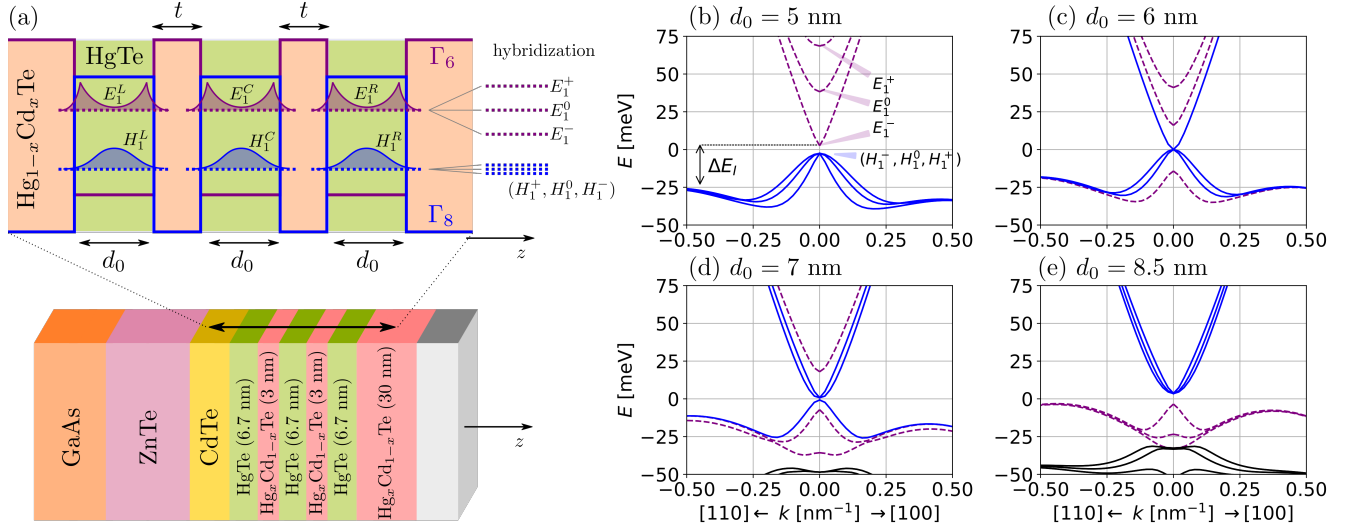 (a)
t
t
HgTe
Γ₆
hybridization
Hg₁₋ₓCdₓTe
E₁ᴸ
E₁ᶜ
E₁ᴿ
E₁⁺
E₁⁰
E₁⁻
H₁ᴸ
H₁ᶜ
H₁ᴿ
(H₁⁺, H₁⁰, H₁⁻)
Γ₈
d₀
d₀
d₀
z
GaAs
ZnTe
CdTe
HgTe (6.7 nm)
HgₓCd₁₋ₓTe (3 nm)
HgTe (6.7 nm)
HgₓCd₁₋ₓTe (3 nm)
HgTe (6.7 nm)
HgₓCd₁₋ₓTe (30 nm)
z
(b) d₀ = 5 nm
75
50
25
0
−25
−50
E [meV]
E₁⁺
E₁⁰
E₁⁻
(H₁⁻, H₁⁰, H₁⁺)
ΔE_I
−0.50 −0.25 0.00 0.25 0.50
(c) d₀ = 6 nm
75
50
25
0
−25
−50
−0.50 −0.25 0.00 0.25 0.50
(d) d₀ = 7 nm
75
50
25
0
−25
−50
E [meV]
−0.50 −0.25 0.00 0.25 0.50
[110]← k [nm⁻¹] →[100]
(e) d₀ = 8.5 nm
75
50
25
0
−25
−50
−0.50 −0.25 0.00 0.25 0.50
[110]← k [nm⁻¹] →[100]